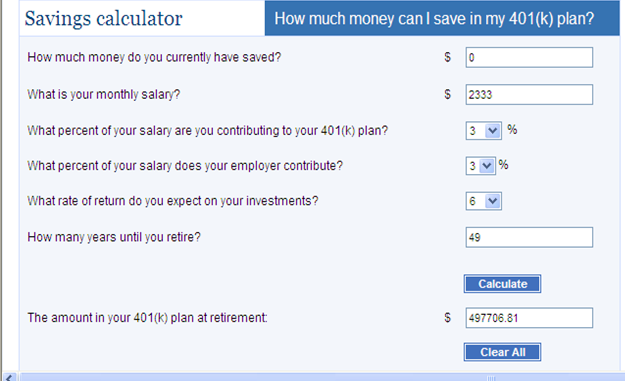 Savings calculator How much money can I save in my 401(k) plan?
How much money do you currently have saved? $ 0
What is your monthly salary? $ 2333
What percent of your salary are you contributing to your 401(k) plan? 3 %
What percent of your salary does your employer contribute? 3 %
What rate of return do you expect on your investments? 6
How many years until you retire? 49
Calculate
The amount in your 401(k) plan at retirement: $ 497706.81
Clear All